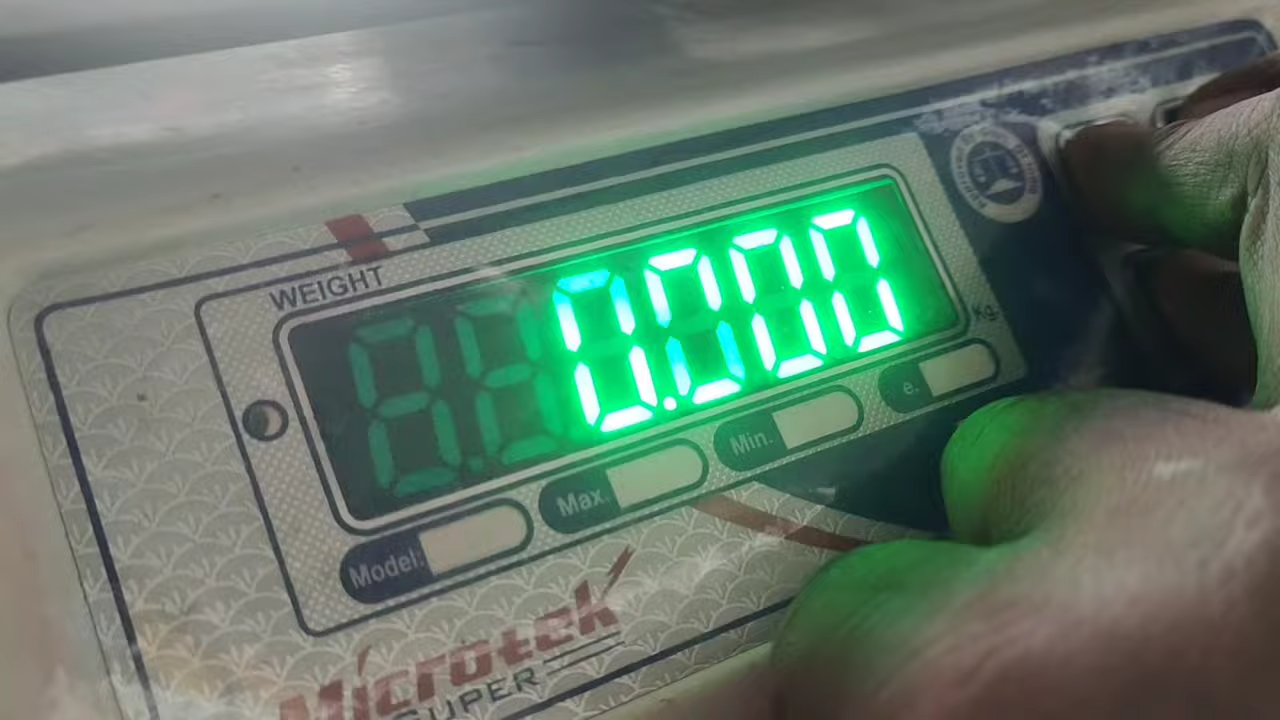 WEIGHT
0.000
Kg.
Model:
Max.
Min.
e.
Microtek
SUPER